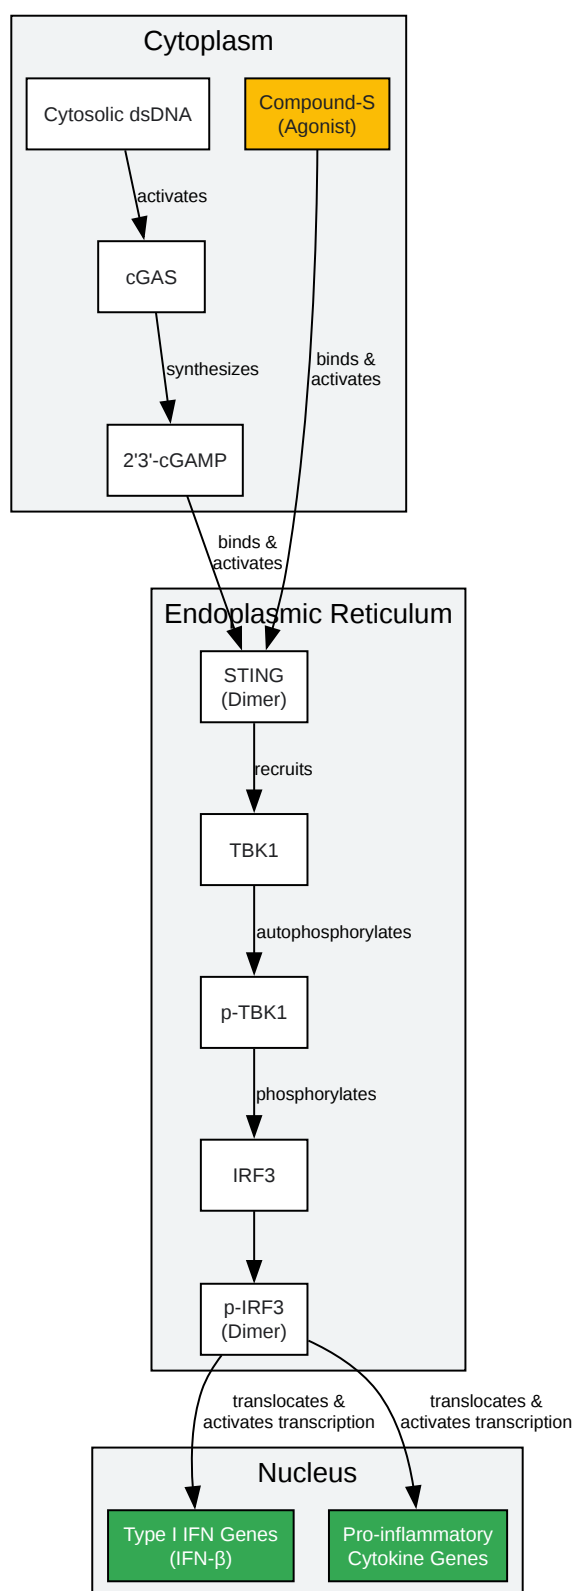 Cytoplasm
Cytosolic dsDNA
Compound-S
(Agonist)
activates
cGAS
binds &
activates
synthesizes
2'3'-cGAMP
binds &
activates
Endoplasmic Reticulum
STING
(Dimer)
recruits
TBK1
autophosphorylates
p-TBK1
phosphorylates
IRF3
p-IRF3
(Dimer)
translocates &
activates transcription
translocates &
activates transcription
Nucleus
Type I IFN Genes
(IFN-β)
Pro-inflammatory
Cytokine Genes